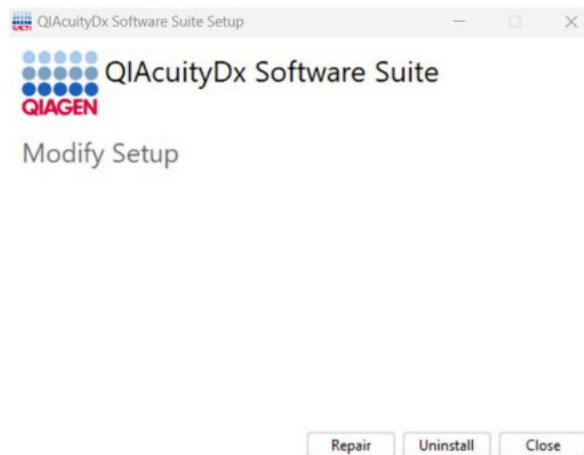 QIAcuityDx Software Suite Setup
QIAGEN
QIAcuityDx Software Suite
Modify Setup
Repair Uninstall Close